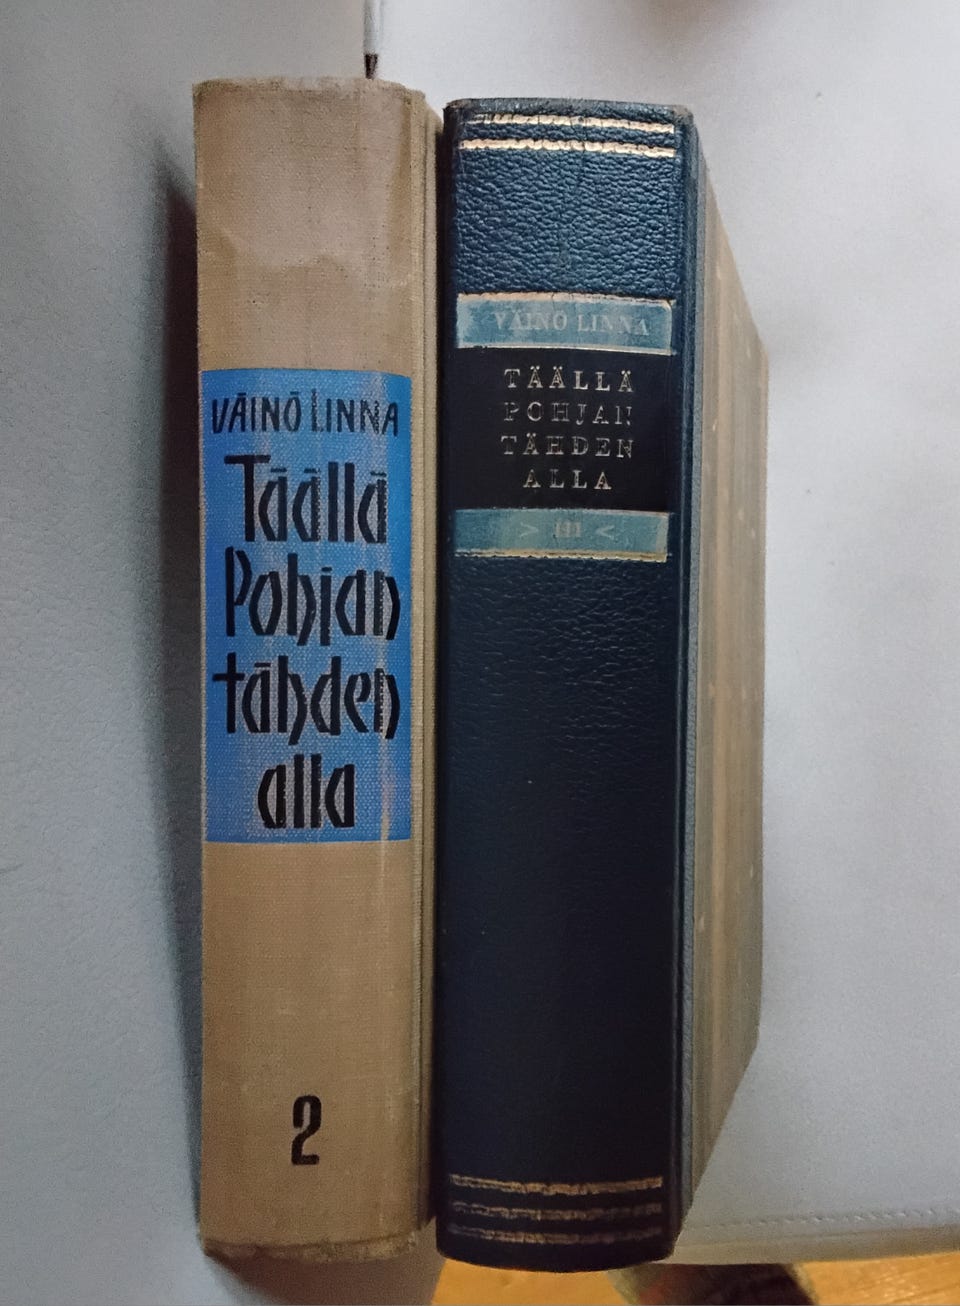 VÄINÖ LINNA
Täällä
Pohjan
tähden
alla
2
VÄINÖ LINNA
TÄÄLLÄ
POHJAN
TÄHDEN
ALLA
> III <